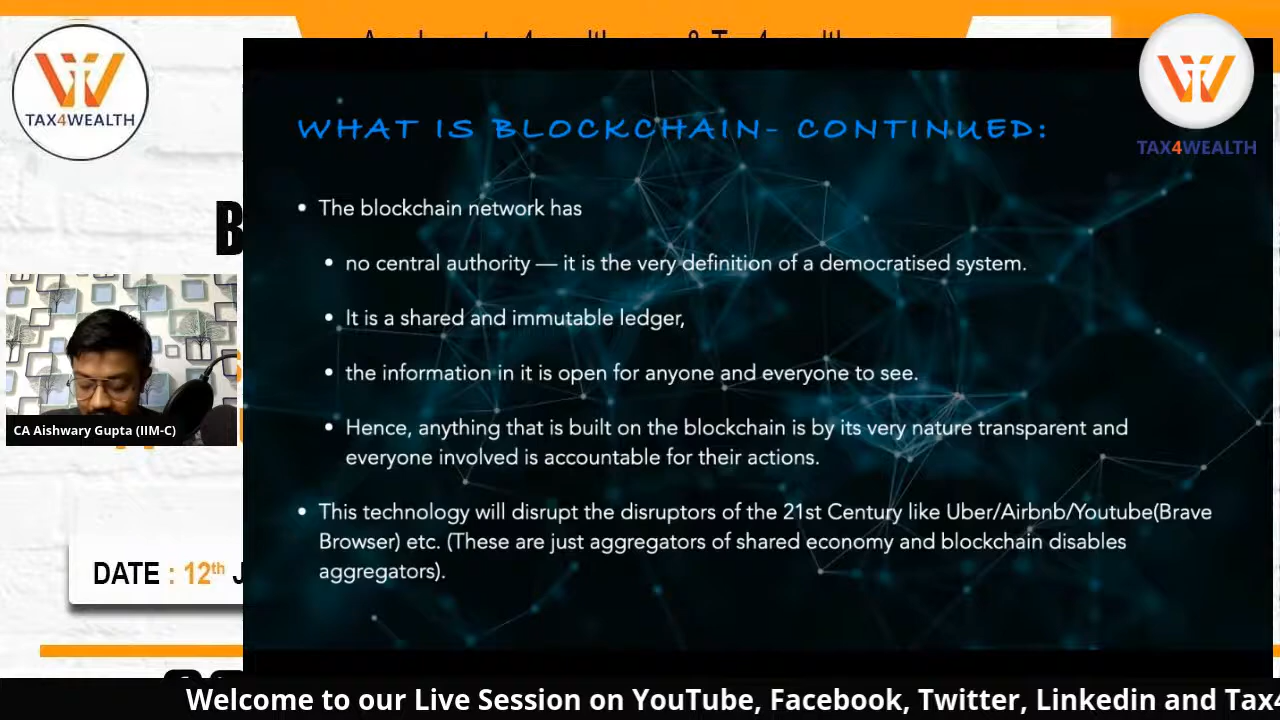 TAX4WEALTH
TAX4WEALTH
WHAT IS BLOCKCHAIN- CONTINUED:
• The blockchain network has
• no central authority — it is the very definition of a democratised system.
• It is a shared and immutable ledger,
• the information in it is open for anyone and everyone to see.
• Hence, anything that is built on the blockchain is by its very nature transparent and
everyone involved is accountable for their actions.
• This technology will disrupt the disruptors of the 21st Century like Uber/Airbnb/Youtube(Brave
Browser) etc. (These are just aggregators of shared economy and blockchain disables
aggregators).
B
CA Aishwary Gupta (IIM-C)
DATE : 12th J
Welcome to our Live Session on YouTube, Facebook, Twitter, Linkedin and Tax4